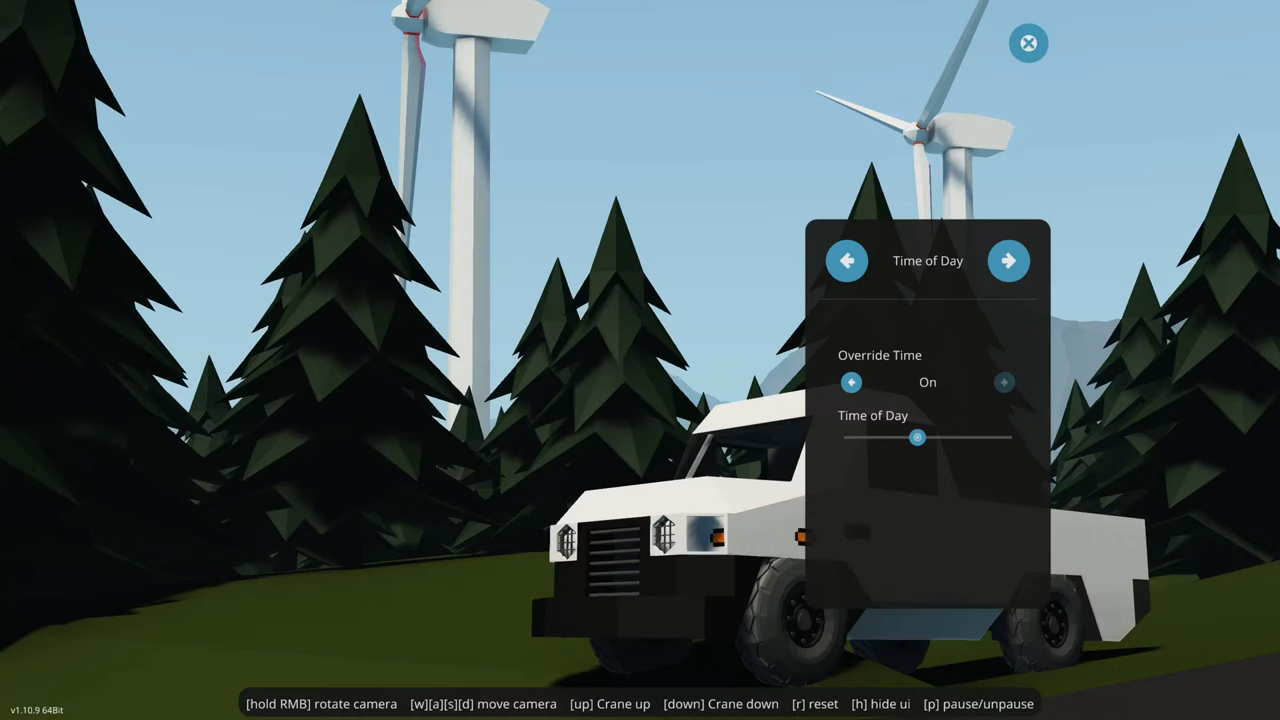 Time of Day
Override Time
On
Time of Day
v1.10.9 64Bit
[hold RMB] rotate camera [w][a][s][d] move camera [up] Crane up [down] Crane down [r] reset [h] hide ui [p] pause/unpause